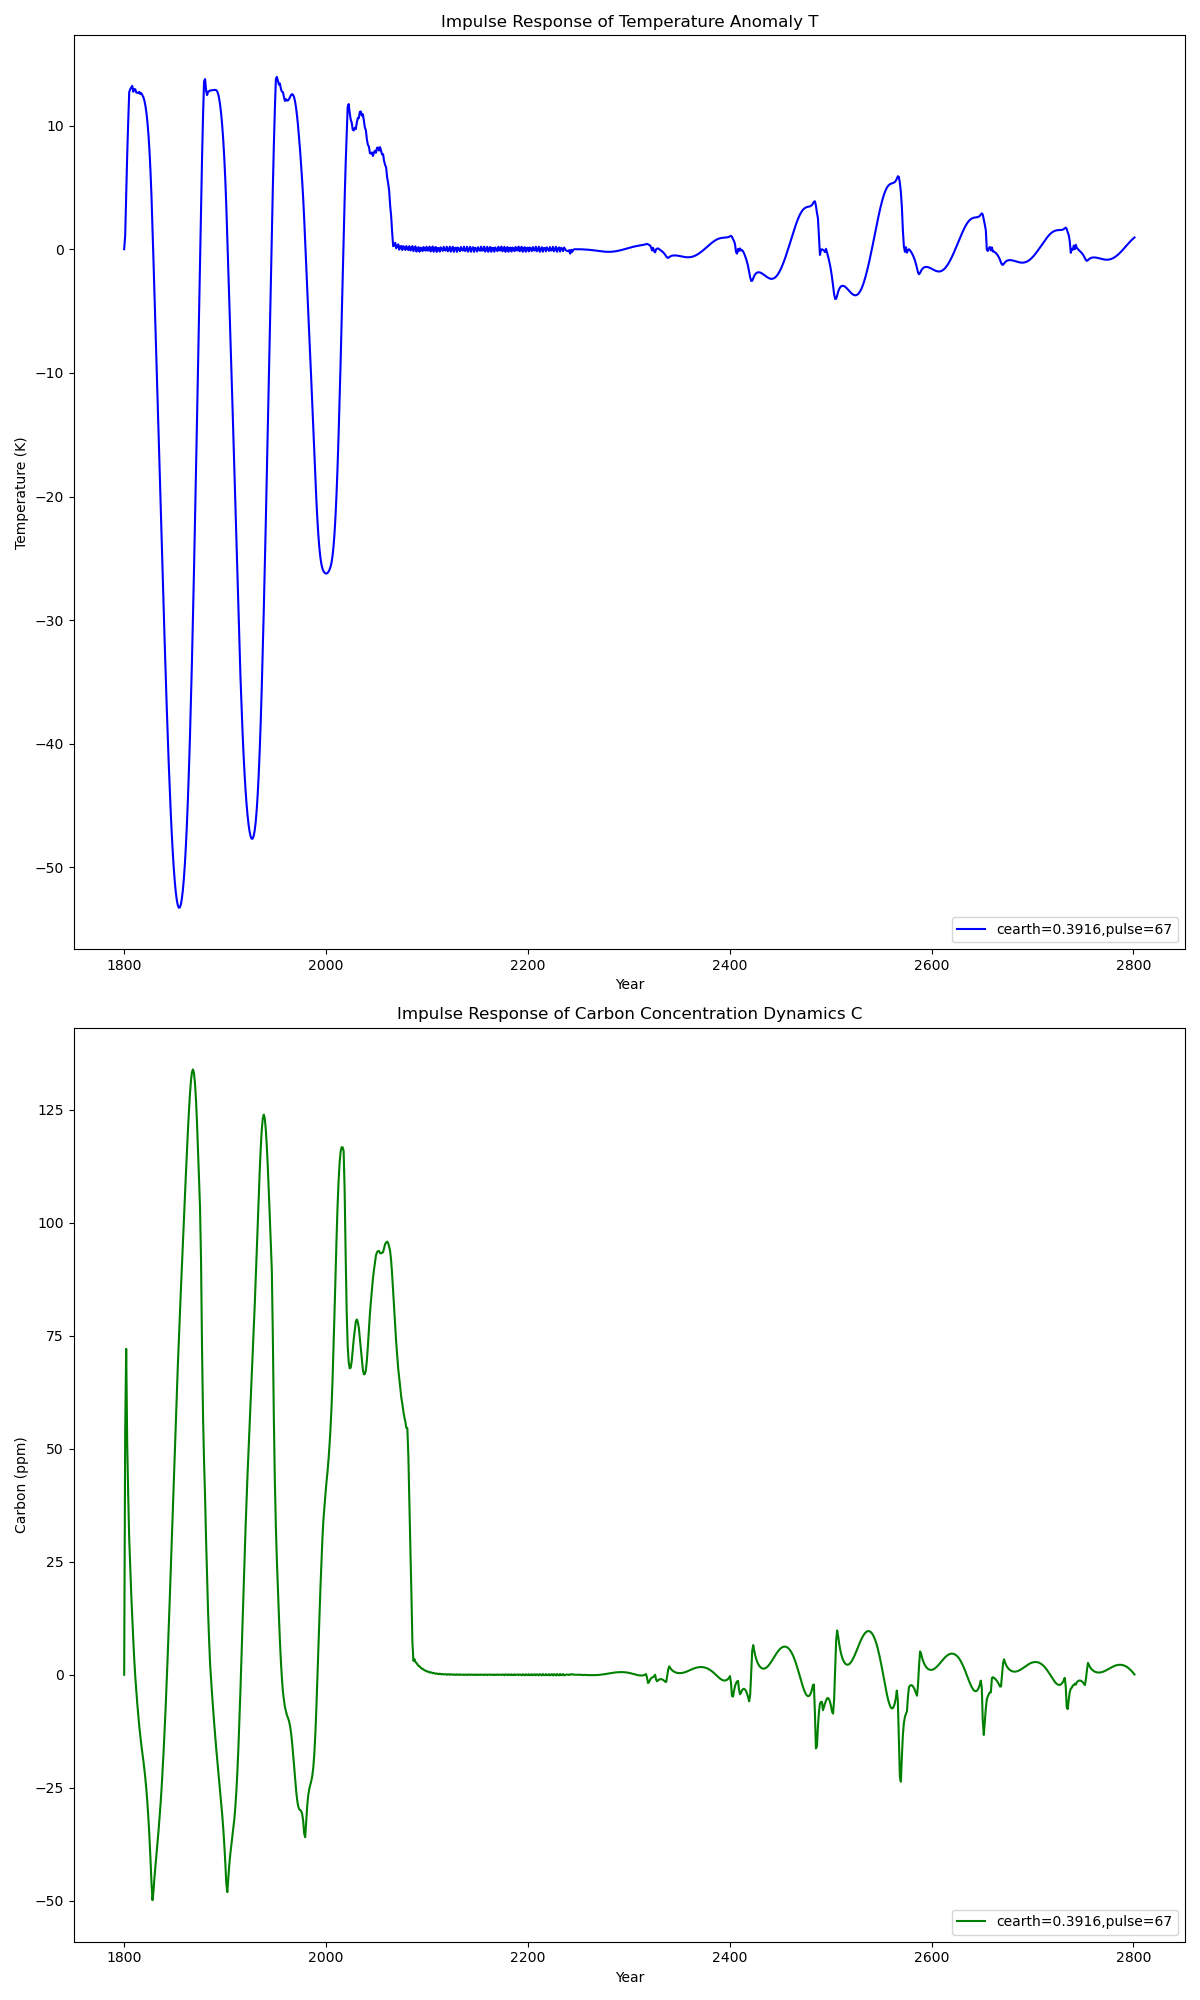 Impulse Response of Temperature Anomaly T
Temperature (K)
10
0
−10
−20
−30
−40
−50
cearth=0.3916,pulse=67
1800 2000 2200 2400 2600 2800
Year
Impulse Response of Carbon Concentration Dynamics C
Carbon (ppm)
125
100
75
50
25
0
−25
−50
cearth=0.3916,pulse=67
1800 2000 2200 2400 2600 2800
Year